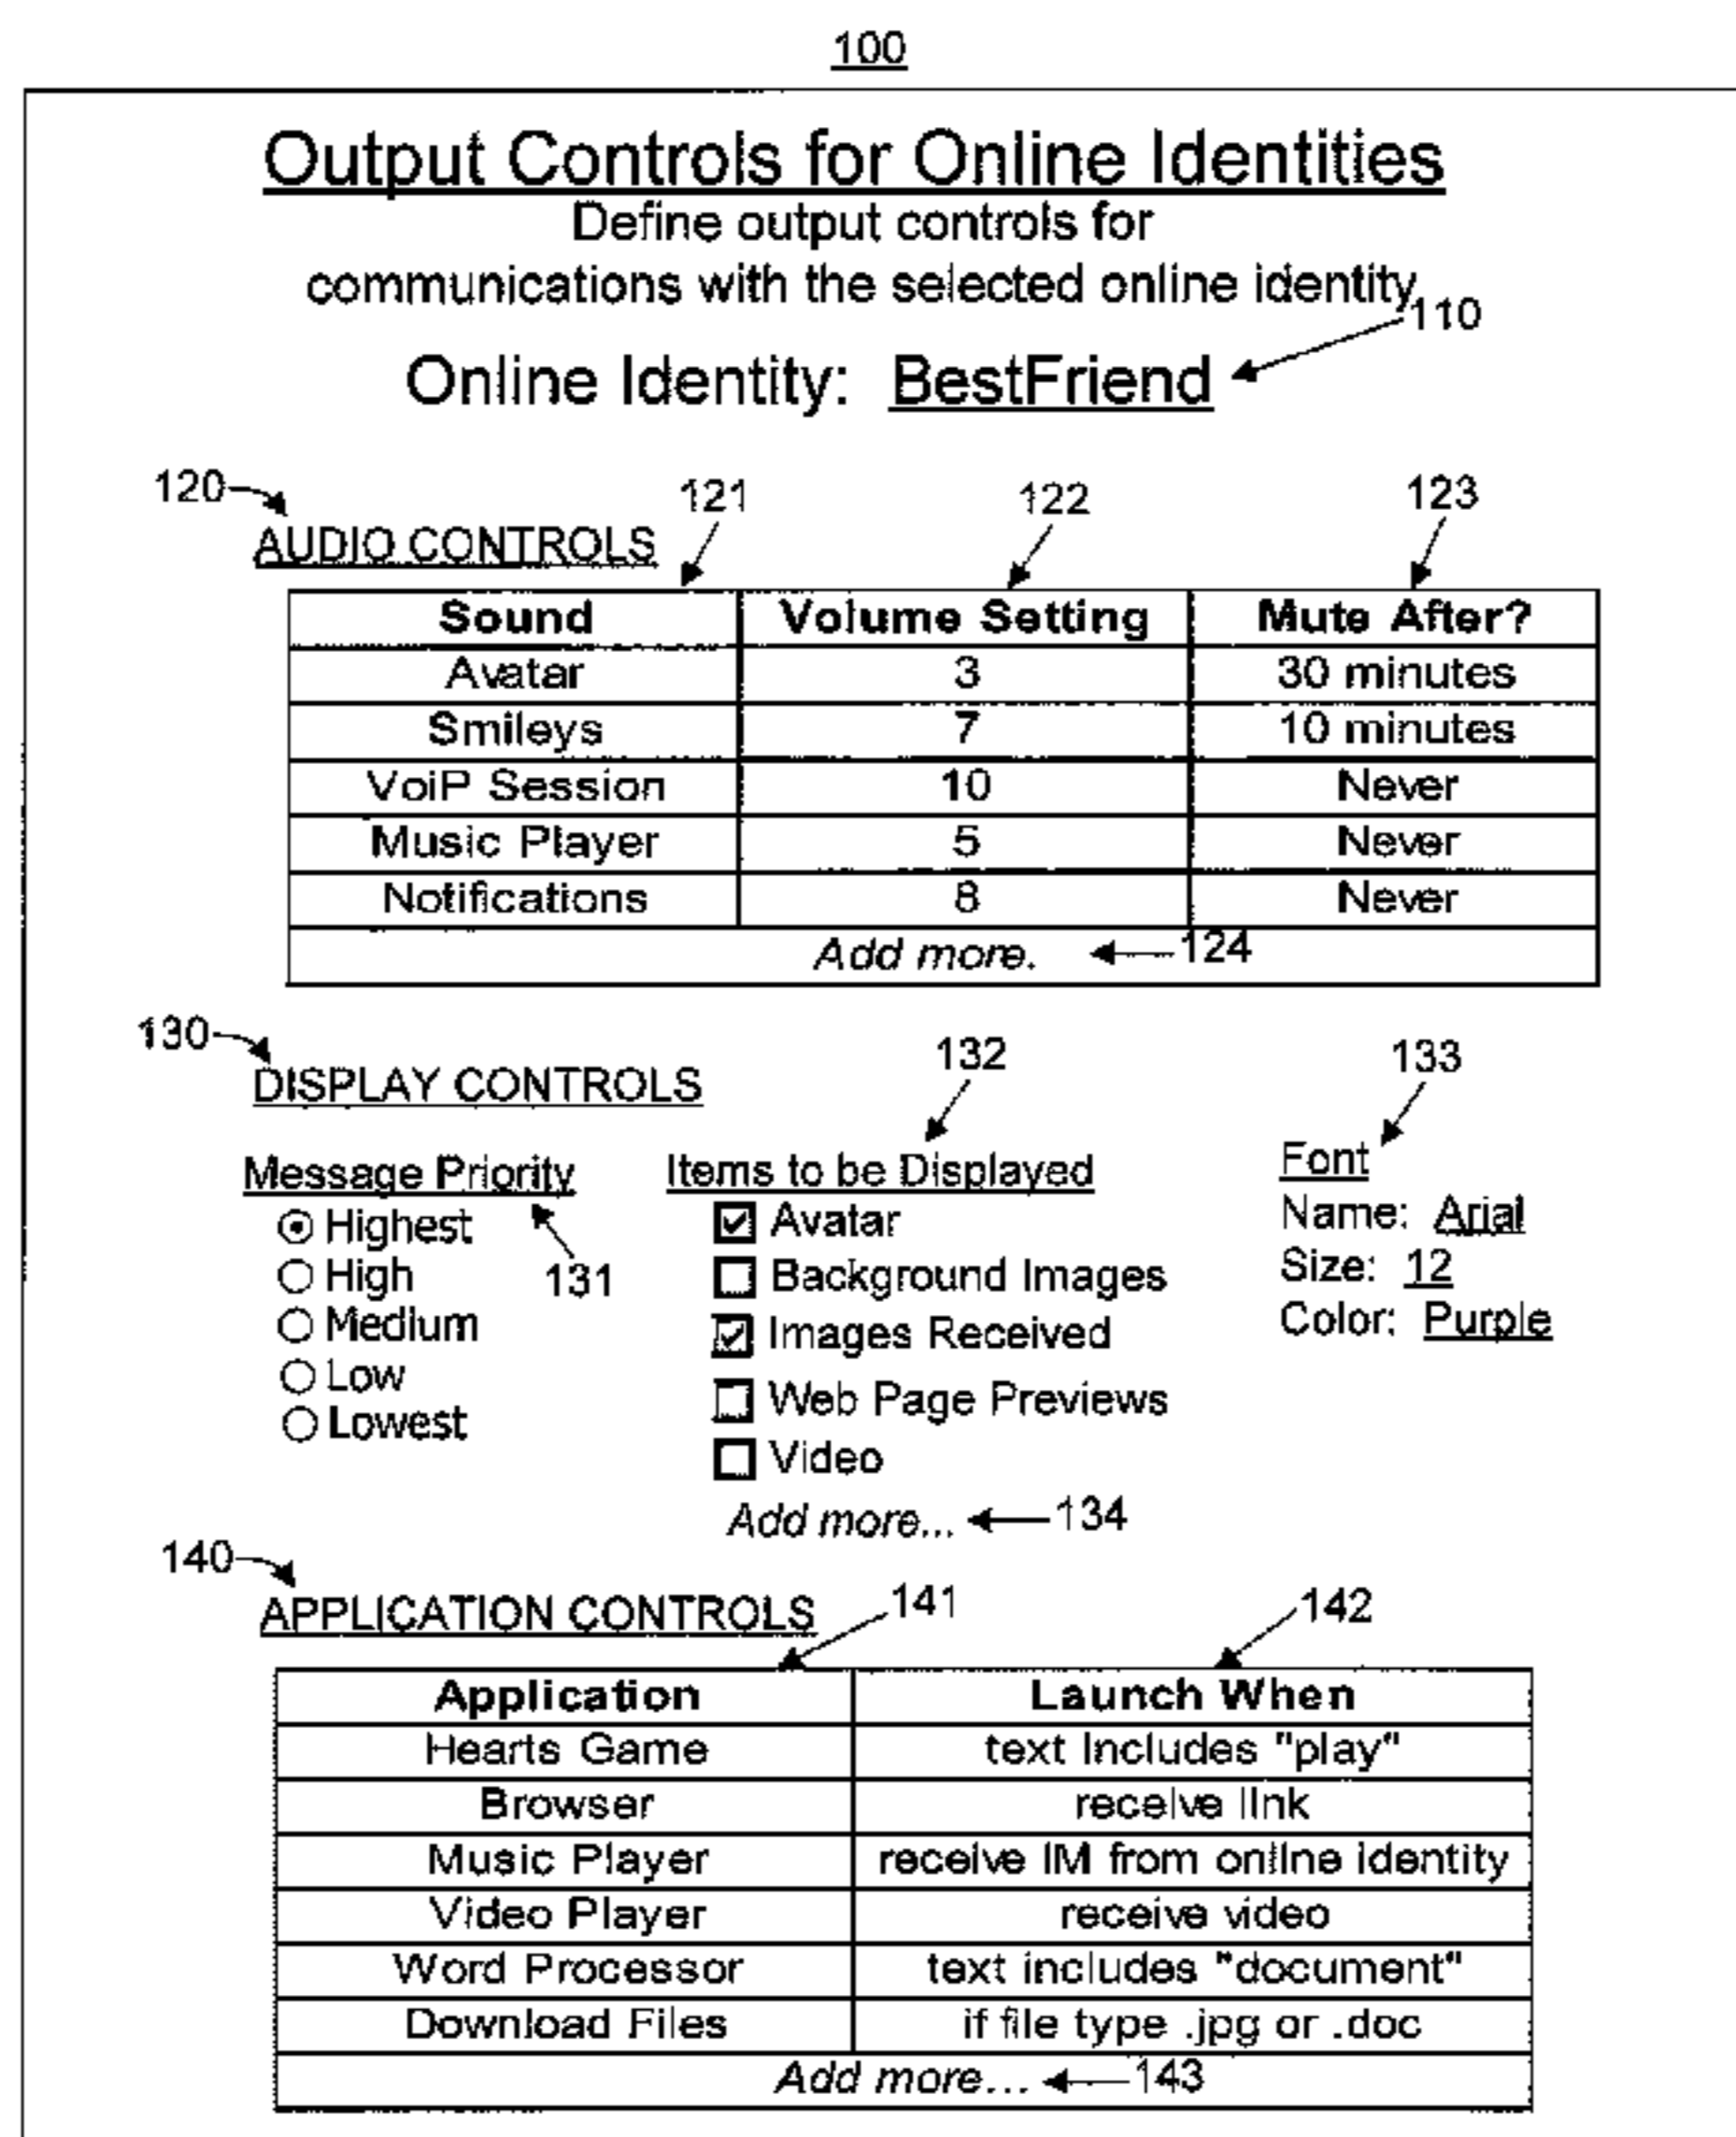 100
Output Controls for Online Identities
Define output controls for
communications with the selected online identity
110
Online Identity: BestFriend
120
121
122
123
AUDIO CONTROLS
Sound Volume Setting Mute After?
Avatar 3 30 minutes
Smileys 7 10 minutes
VoiP Session 10 Never
Music Player 5 Never
Notifications 8 Never
Add more. 124
130
132
133
DISPLAY CONTROLS
Message Priority
Highest
High
Medium
Low
Lowest
131
Items to be Displayed
Avatar
Background Images
Images Received
Web Page Previews
Video
Add more... 134
Font
Name: Arial
Size: 12
Color: Purple
140
APPLICATION CONTROLS
141
142
Application Launch When
Hearts Game text includes "play"
Browser receive link
Music Player receive IM from online identity
Video Player receive video
Word Processor text includes "document"
Download Files if file type .jpg or .doc
Add more... 143